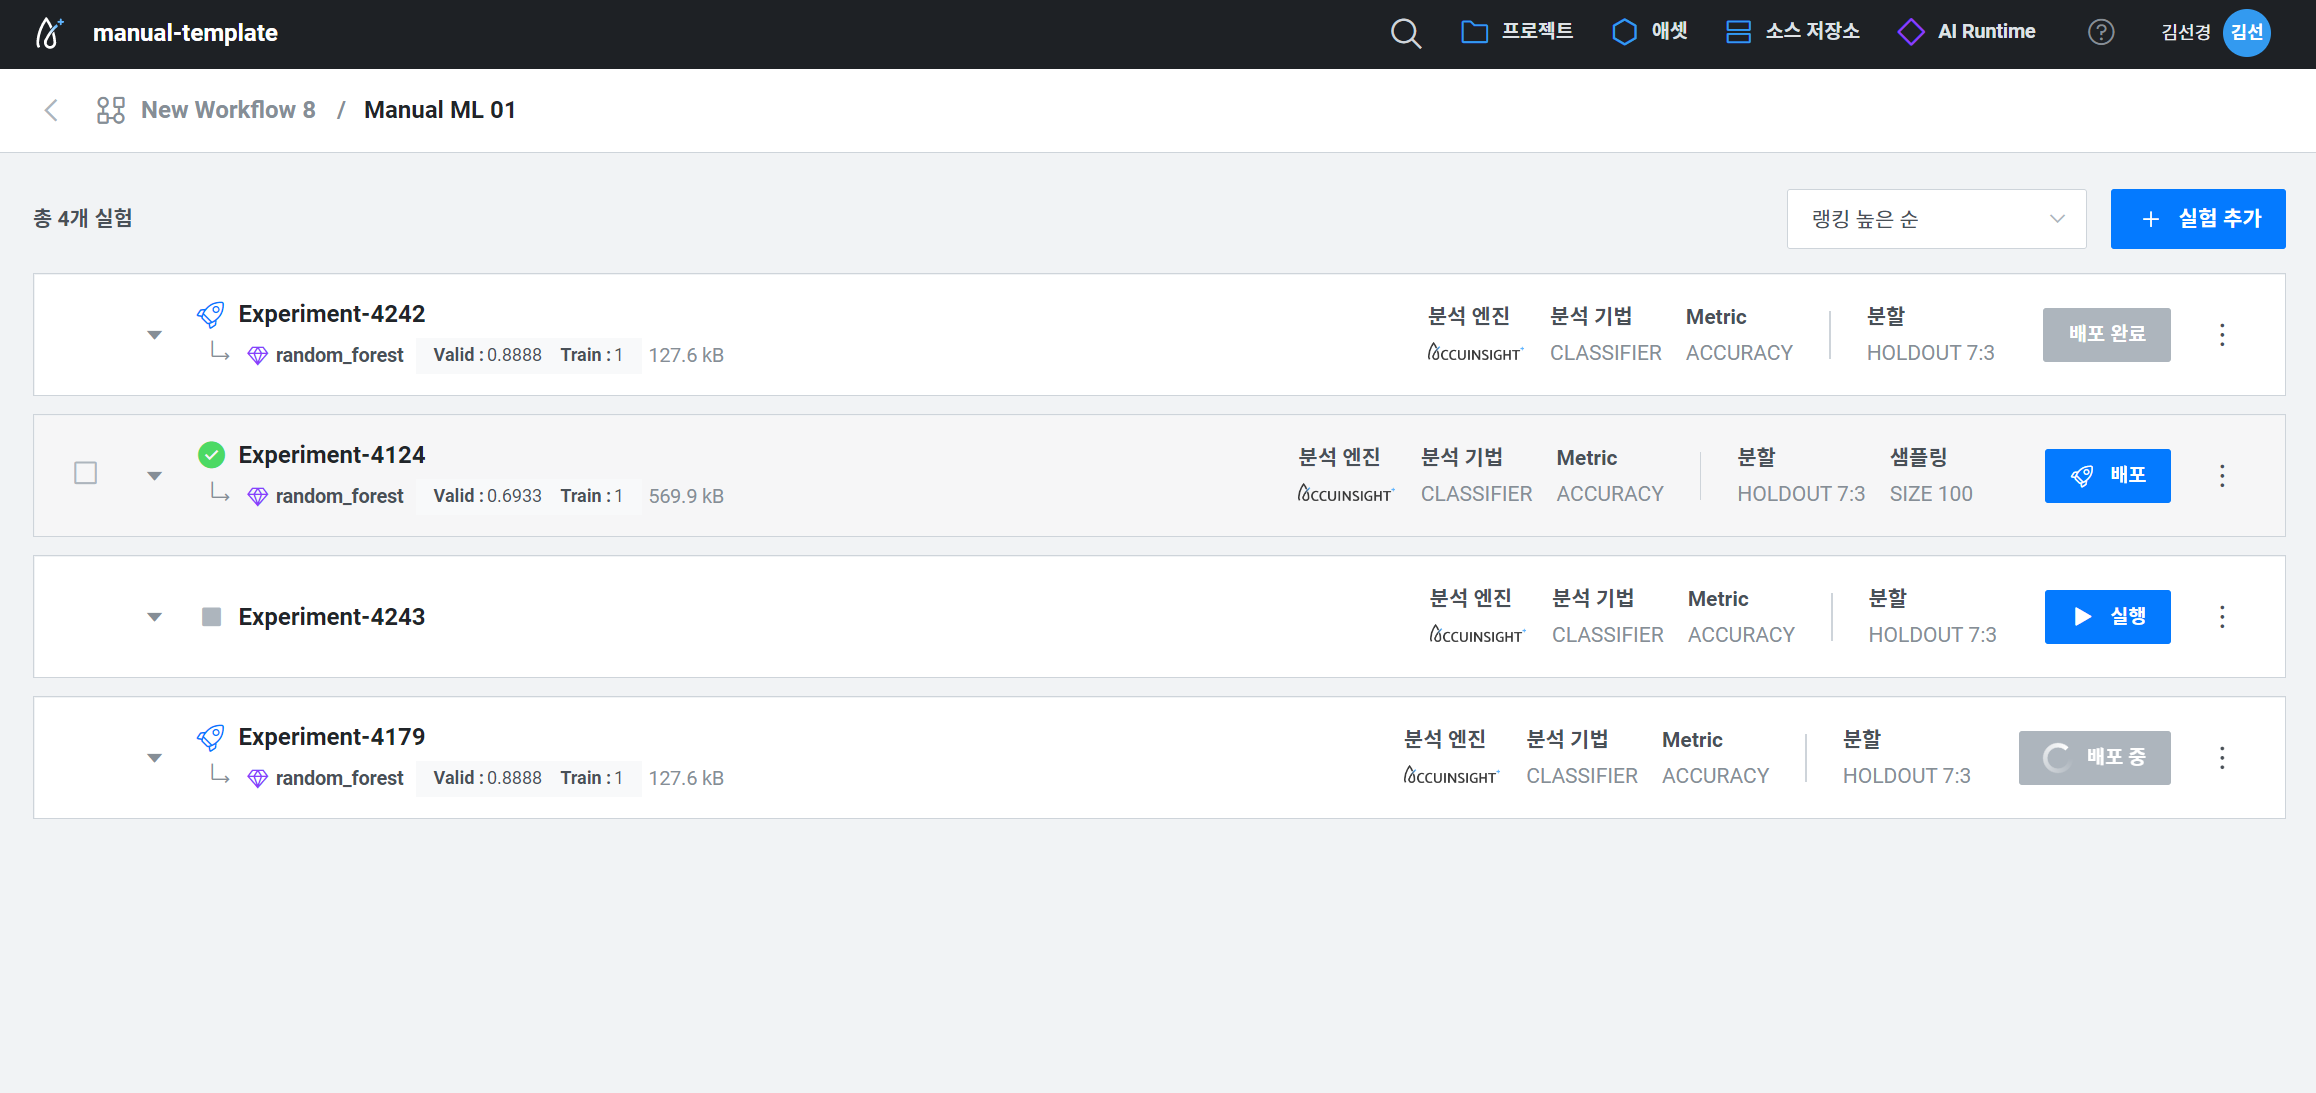 manual-template
프로젝트
애셋
소스 저장소
AI Runtime
?
김선경
김선
New Workflow 8 / Manual ML 01
총 4개 실험
랭킹 높은 순
+ 실험 추가
Experiment-4242
random_forest Valid : 0.8888 Train : 1 127.6 kB
분석 엔진 분석 기법 Metric 분할
ACCUINSIGHT+ CLASSIFIER ACCURACY HOLDOUT 7:3
배포 완료
Experiment-4124
random_forest Valid : 0.6933 Train : 1 569.9 kB
분석 엔진 분석 기법 Metric 분할 샘플링
ACCUINSIGHT+ CLASSIFIER ACCURACY HOLDOUT 7:3 SIZE 100
배포
Experiment-4243
분석 엔진 분석 기법 Metric 분할
ACCUINSIGHT+ CLASSIFIER ACCURACY HOLDOUT 7:3
실행
Experiment-4179
random_forest Valid : 0.8888 Train : 1 127.6 kB
분석 엔진 분석 기법 Metric 분할
ACCUINSIGHT+ CLASSIFIER ACCURACY HOLDOUT 7:3
배포 중